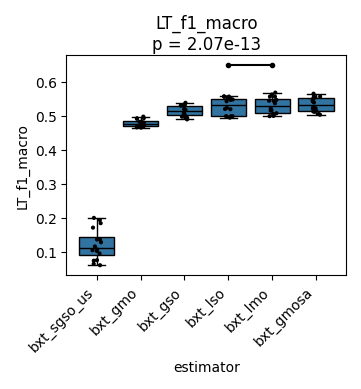 LT_f1_macro
p = 2.07e-13
LT_f1_macro
0.6
0.5
0.4
0.3
0.2
0.1
bxt_sgso_us
bxt_gmo
bxt_gso
bxt_lso
bxt_lmo
bxt_gmosa
estimator